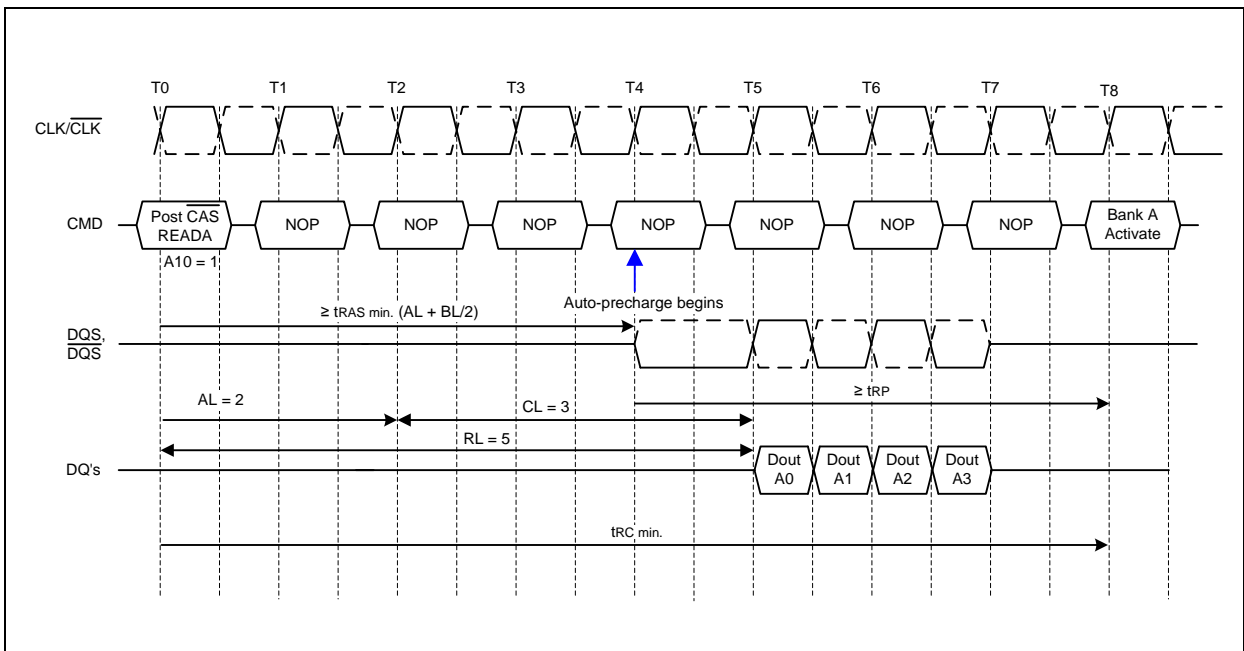 T0 T1 T2 T3 T4 T5 T6 T7 T8
CLK/CLK
CMD
Post CAS
READA
NOP NOP NOP NOP NOP NOP NOP
Bank A
Activate
A10 = 1
Auto-precharge begins
≥ tRAS min. (AL + BL/2)
DQS,
DQS
≥ tRP
AL = 2
CL = 3
RL = 5
DQ's
Dout
A0
Dout
A1
Dout
A2
Dout
A3
tRC min.